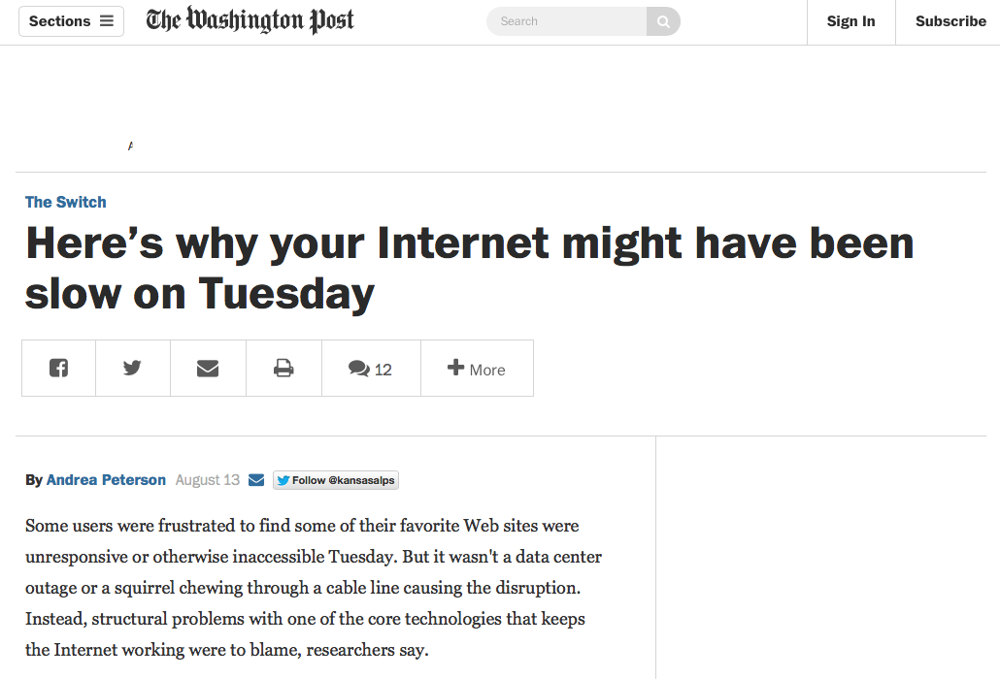 Sections
The Washington Post
Search
Sign In
Subscribe
A
The Switch
Here’s why your Internet might have been
slow on Tuesday
12
More
By Andrea Peterson August 13 Follow @kansasalps
Some users were frustrated to find some of their favorite Web sites were
unresponsive or otherwise inaccessible Tuesday. But it wasn't a data center
outage or a squirrel chewing through a cable line causing the disruption.
Instead, structural problems with one of the core technologies that keeps
the Internet working were to blame, researchers say.